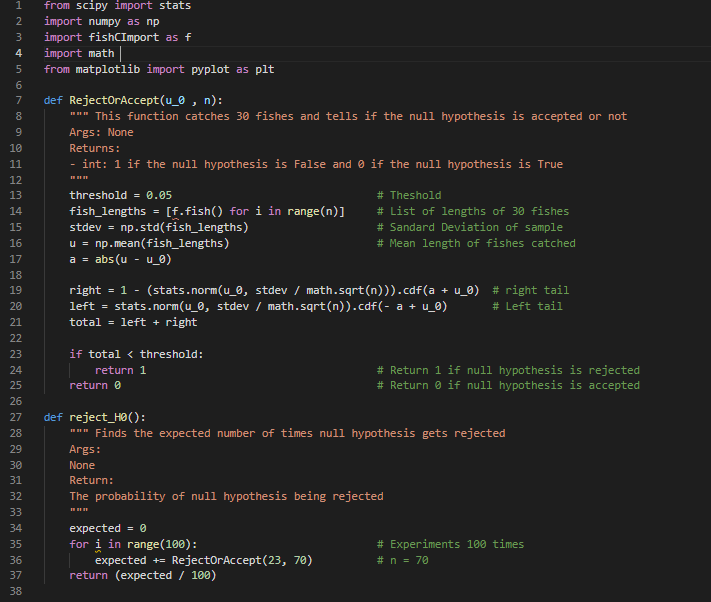 1 from scipy import stats
2 import numpy as np
3 import fishCImport as f
4 import math
5 from matplotlib import pyplot as plt
6
7 def RejectOrAccept(u_0 , n):
8 """ This function catches 30 fishes and tells if the null hypothesis is accepted or not
9 Args: None
10 Returns:
11 - int: 1 if the null hypothesis is False and 0 if the null hypothesis is True
12 """
13 threshold = 0.05 # Theshold
14 fish_lengths = [f.fish() for i in range(n)] # List of lengths of 30 fishes
15 stdev = np.std(fish_lengths) # Sandard Deviation of sample
16 u = np.mean(fish_lengths) # Mean length of fishes catched
17 a = abs(u - u_0)
18
19 right = 1 - (stats.norm(u_0, stdev / math.sqrt(n))).cdf(a + u_0) # right tail
20 left = stats.norm(u_0, stdev / math.sqrt(n)).cdf(- a + u_0) # Left tail
21 total = left + right
22
23 if total < threshold:
24 return 1 # Return 1 if null hypothesis is rejected
25 return 0 # Return 0 if null hypothesis is accepted
26
27 def reject_H0():
28 """ Finds the expected number of times null hypothesis gets rejected
29 Args:
30 None
31 Return:
32 The probability of null hypothesis being rejected
33 """
34 expected = 0
35 for i in range(100): # Experiments 100 times
36 expected += RejectOrAccept(23, 70) # n = 70
37 return (expected / 100)
38